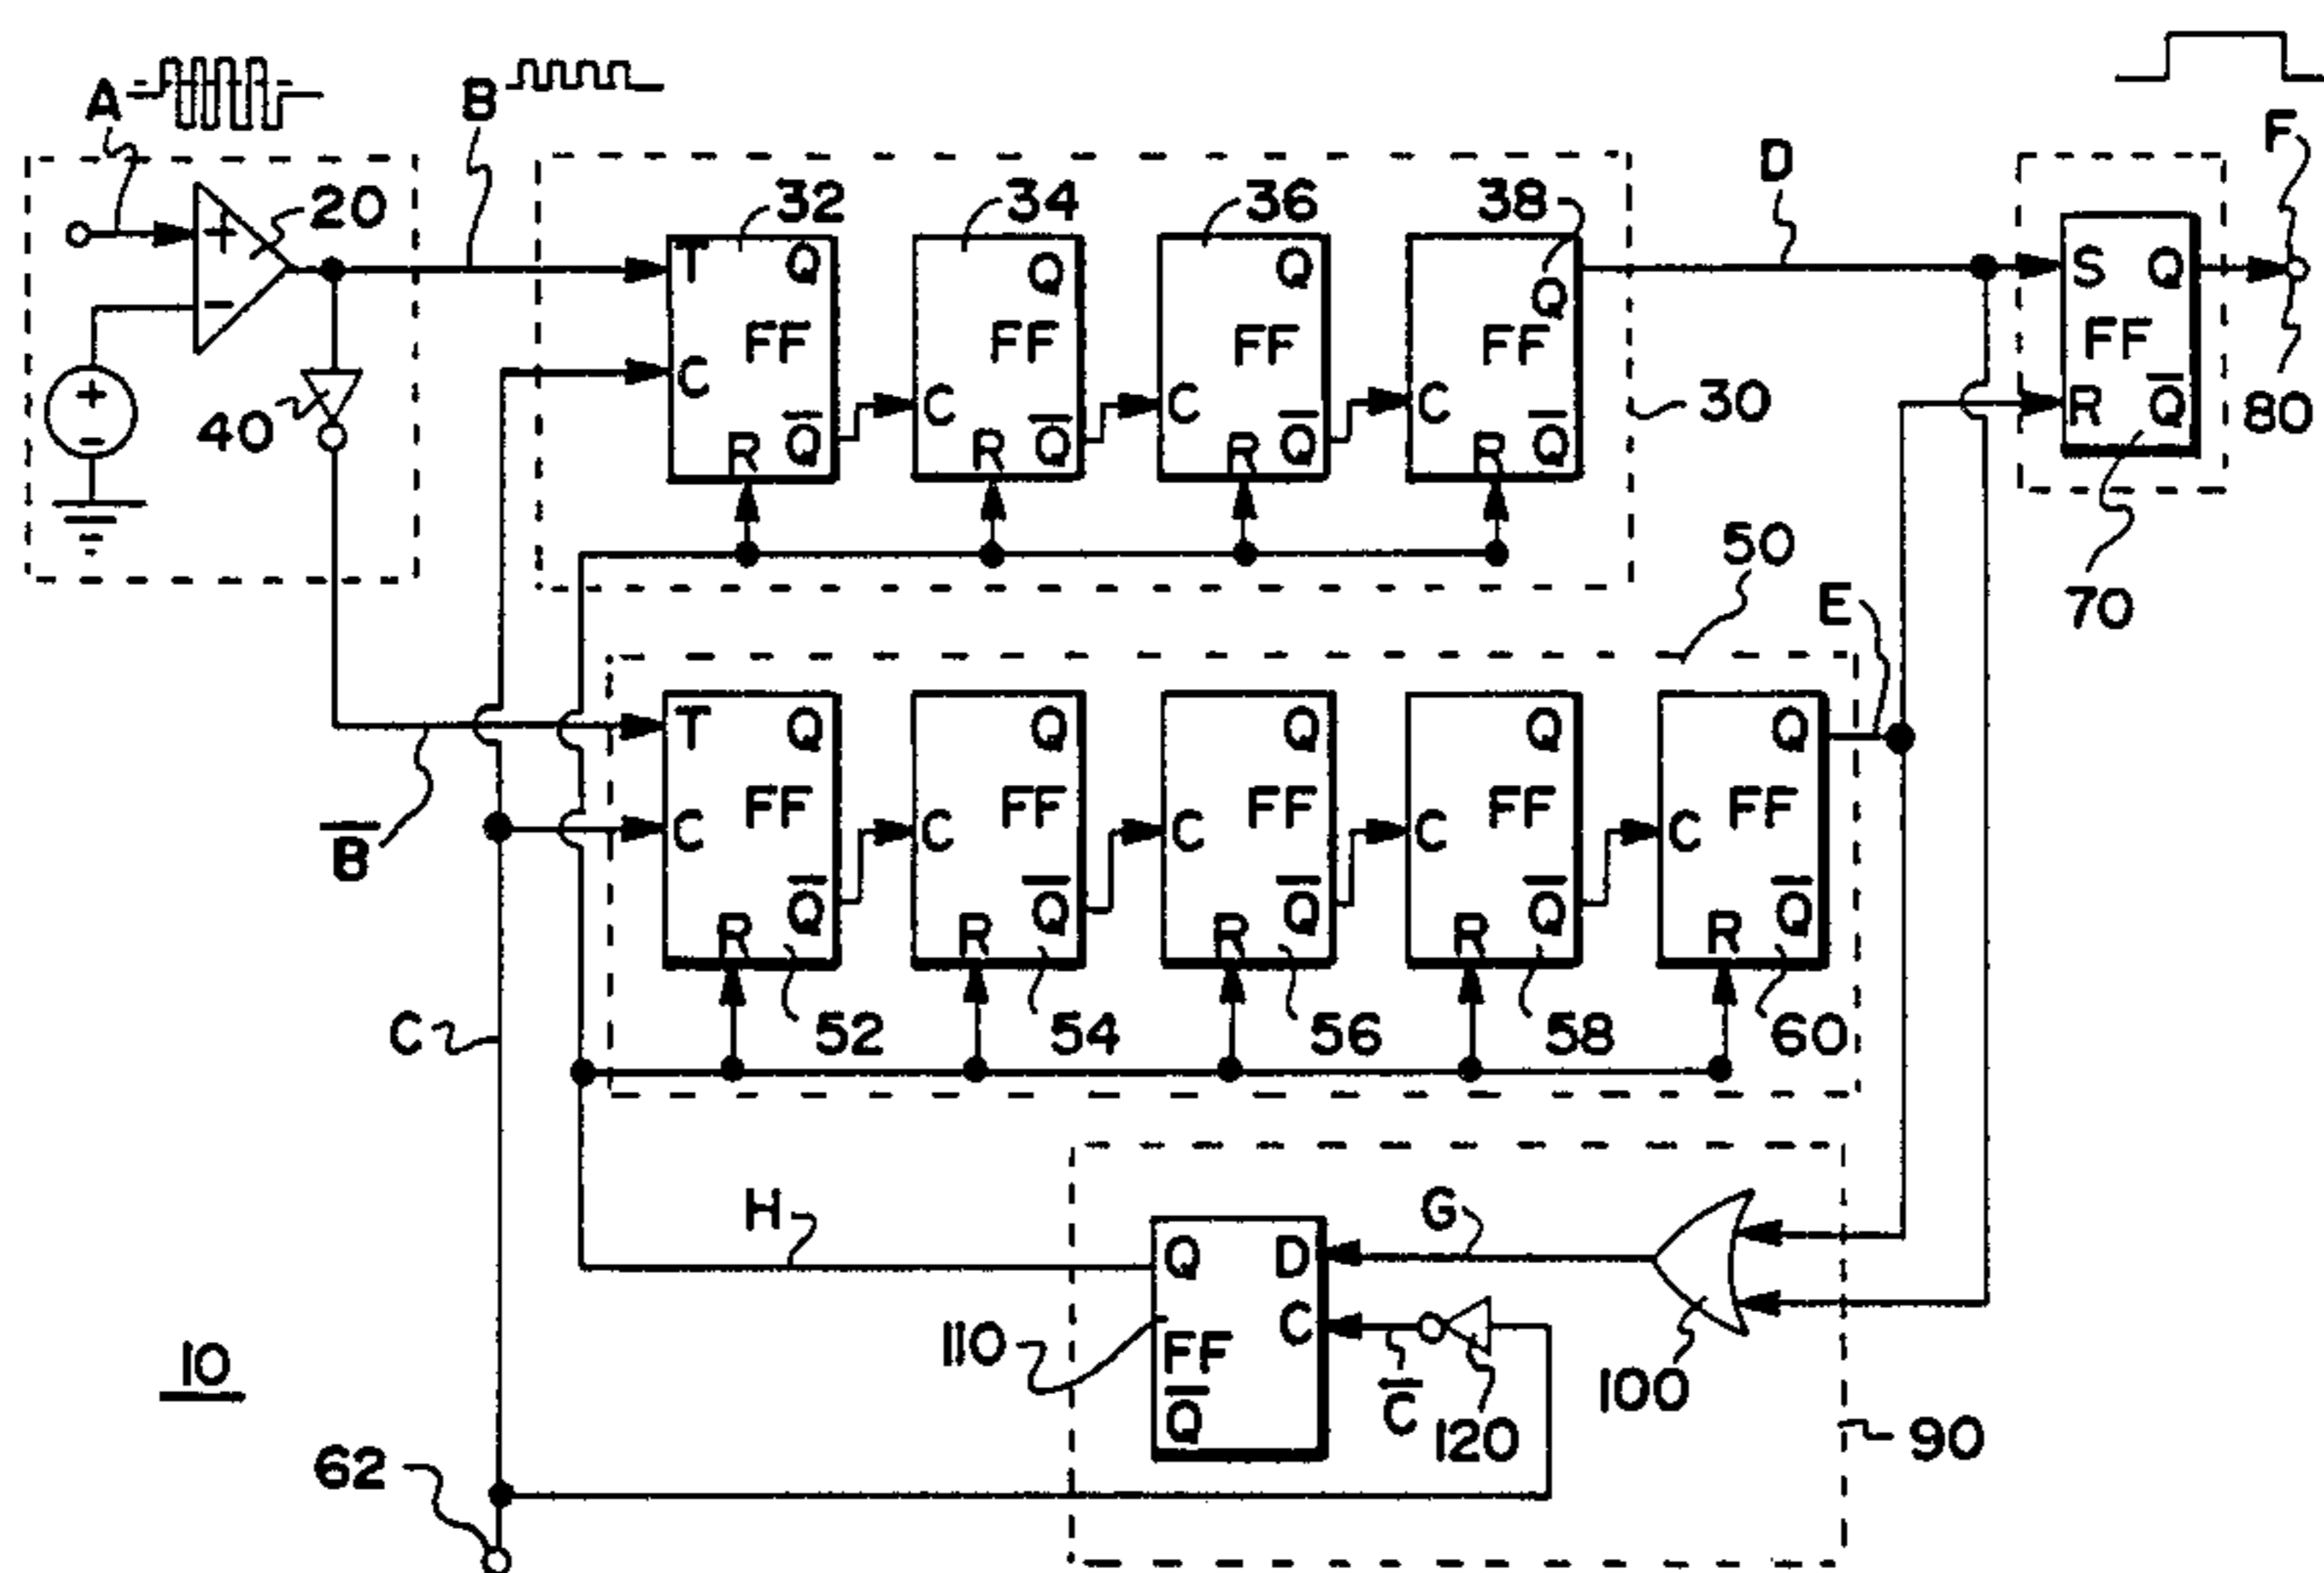 A
B
20
+
-
+
-
40
B̅
32
34
36
38
T Q
FF
C
R Q̅
Q
FF
C
R Q̅
Q
FF
C
R Q̅
Q
FF
C
R Q̅
30
D
S Q
FF
R Q̅
F
80
70
50
E
T Q
FF
C
R Q̅
Q
FF
C
R Q̅
Q
FF
C
R Q̅
Q
FF
C
R Q̅
Q
FF
C
R Q̅
52
54
56
58
60
C
H
G
Q D
C
FF
Q̅
110
C̅
120
100
90
10
62